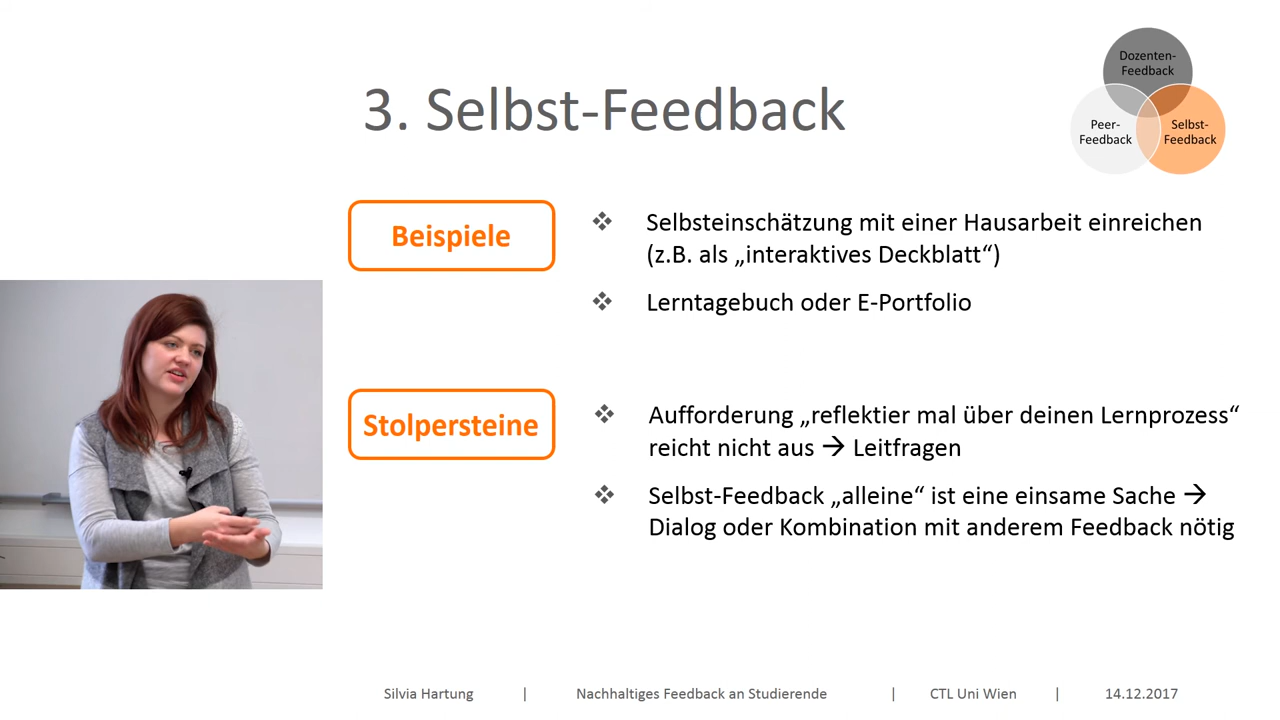 3. Selbst-Feedback
Dozenten-
Feedback
Peer-
Feedback
Selbst-
Feedback
Beispiele
❖ Selbsteinschätzung mit einer Hausarbeit einreichen
(z.B. als „interaktives Deckblatt“)
❖ Lerntagebuch oder E-Portfolio
Stolpersteine
❖ Aufforderung „reflektier mal über deinen Lernprozess“
reicht nicht aus → Leitfragen
❖ Selbst-Feedback „alleine“ ist eine einsame Sache →
Dialog oder Kombination mit anderem Feedback nötig
Silvia Hartung | Nachhaltiges Feedback an Studierende | CTL Uni Wien | 14.12.2017